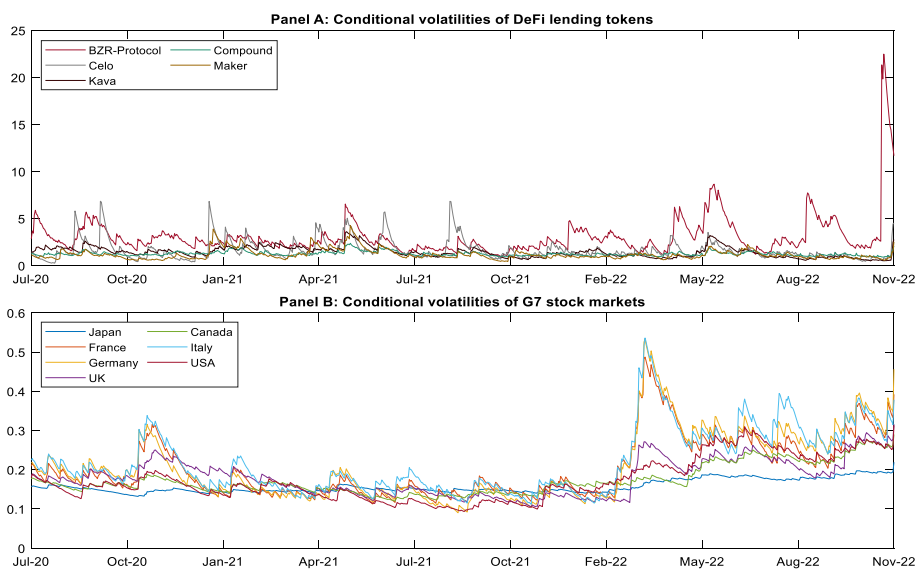 Panel A: Conditional volatilities of DeFi lending tokens
25
20
15
10
5
0
BZR-Protocol
Compound
Celo
Maker
Kava
Jul-20 Oct-20 Jan-21 Apr-21 Jul-21 Oct-21 Feb-22 May-22 Aug-22 Nov-22
Panel B: Conditional volatilities of G7 stock markets
0.6
0.5
0.4
0.3
0.2
0.1
0
Japan
Canada
France
Italy
Germany
USA
UK
Jul-20 Oct-20 Jan-21 Apr-21 Jul-21 Oct-21 Feb-22 May-22 Aug-22 Nov-22